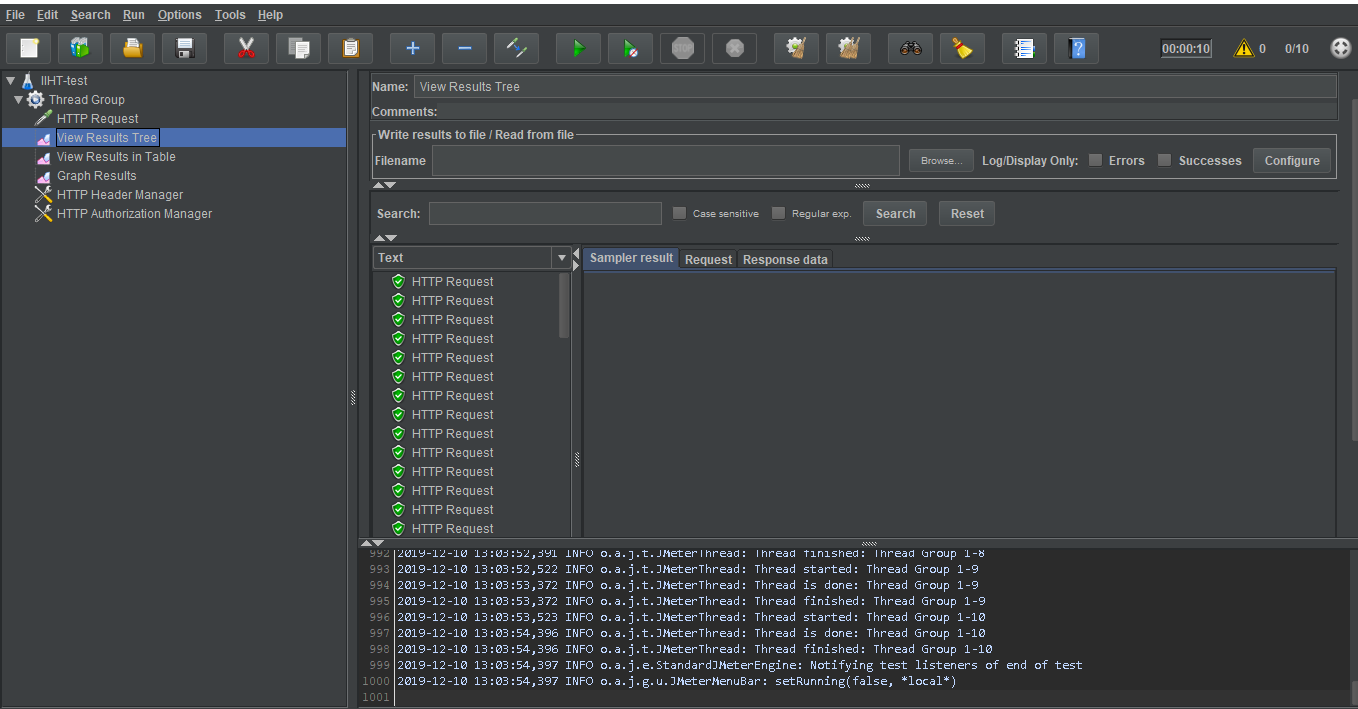 File Edit Search Run Options Tools Help
STOP
00:00:10 0 0/10
IIHT-test
Thread Group
HTTP Request
View Results Tree
View Results in Table
Graph Results
HTTP Header Manager
HTTP Authorization Manager
Name: View Results Tree
Comments:
Write results to file / Read from file
Filename Browse... Log/Display Only: Errors Successes Configure
Search: Case sensitive Regular exp. Search Reset
Text
Sampler result Request Response data
HTTP Request
HTTP Request
HTTP Request
HTTP Request
HTTP Request
HTTP Request
HTTP Request
HTTP Request
HTTP Request
HTTP Request
HTTP Request
HTTP Request
HTTP Request
HTTP Request
992 2019-12-10 13:03:52,391 INFO o.a.j.t.JMeterThread: Thread finished: Thread Group 1-8
993 2019-12-10 13:03:52,522 INFO o.a.j.t.JMeterThread: Thread started: Thread Group 1-9
994 2019-12-10 13:03:53,372 INFO o.a.j.t.JMeterThread: Thread is done: Thread Group 1-9
995 2019-12-10 13:03:53,372 INFO o.a.j.t.JMeterThread: Thread finished: Thread Group 1-9
996 2019-12-10 13:03:53,523 INFO o.a.j.t.JMeterThread: Thread started: Thread Group 1-10
997 2019-12-10 13:03:54,396 INFO o.a.j.t.JMeterThread: Thread is done: Thread Group 1-10
998 2019-12-10 13:03:54,396 INFO o.a.j.t.JMeterThread: Thread finished: Thread Group 1-10
999 2019-12-10 13:03:54,397 INFO o.a.j.e.StandardJMeterEngine: Notifying test listeners of end of test
1000 2019-12-10 13:03:54,397 INFO o.a.j.g.u.JMeterMenuBar: setRunning(false, *local*)
1001